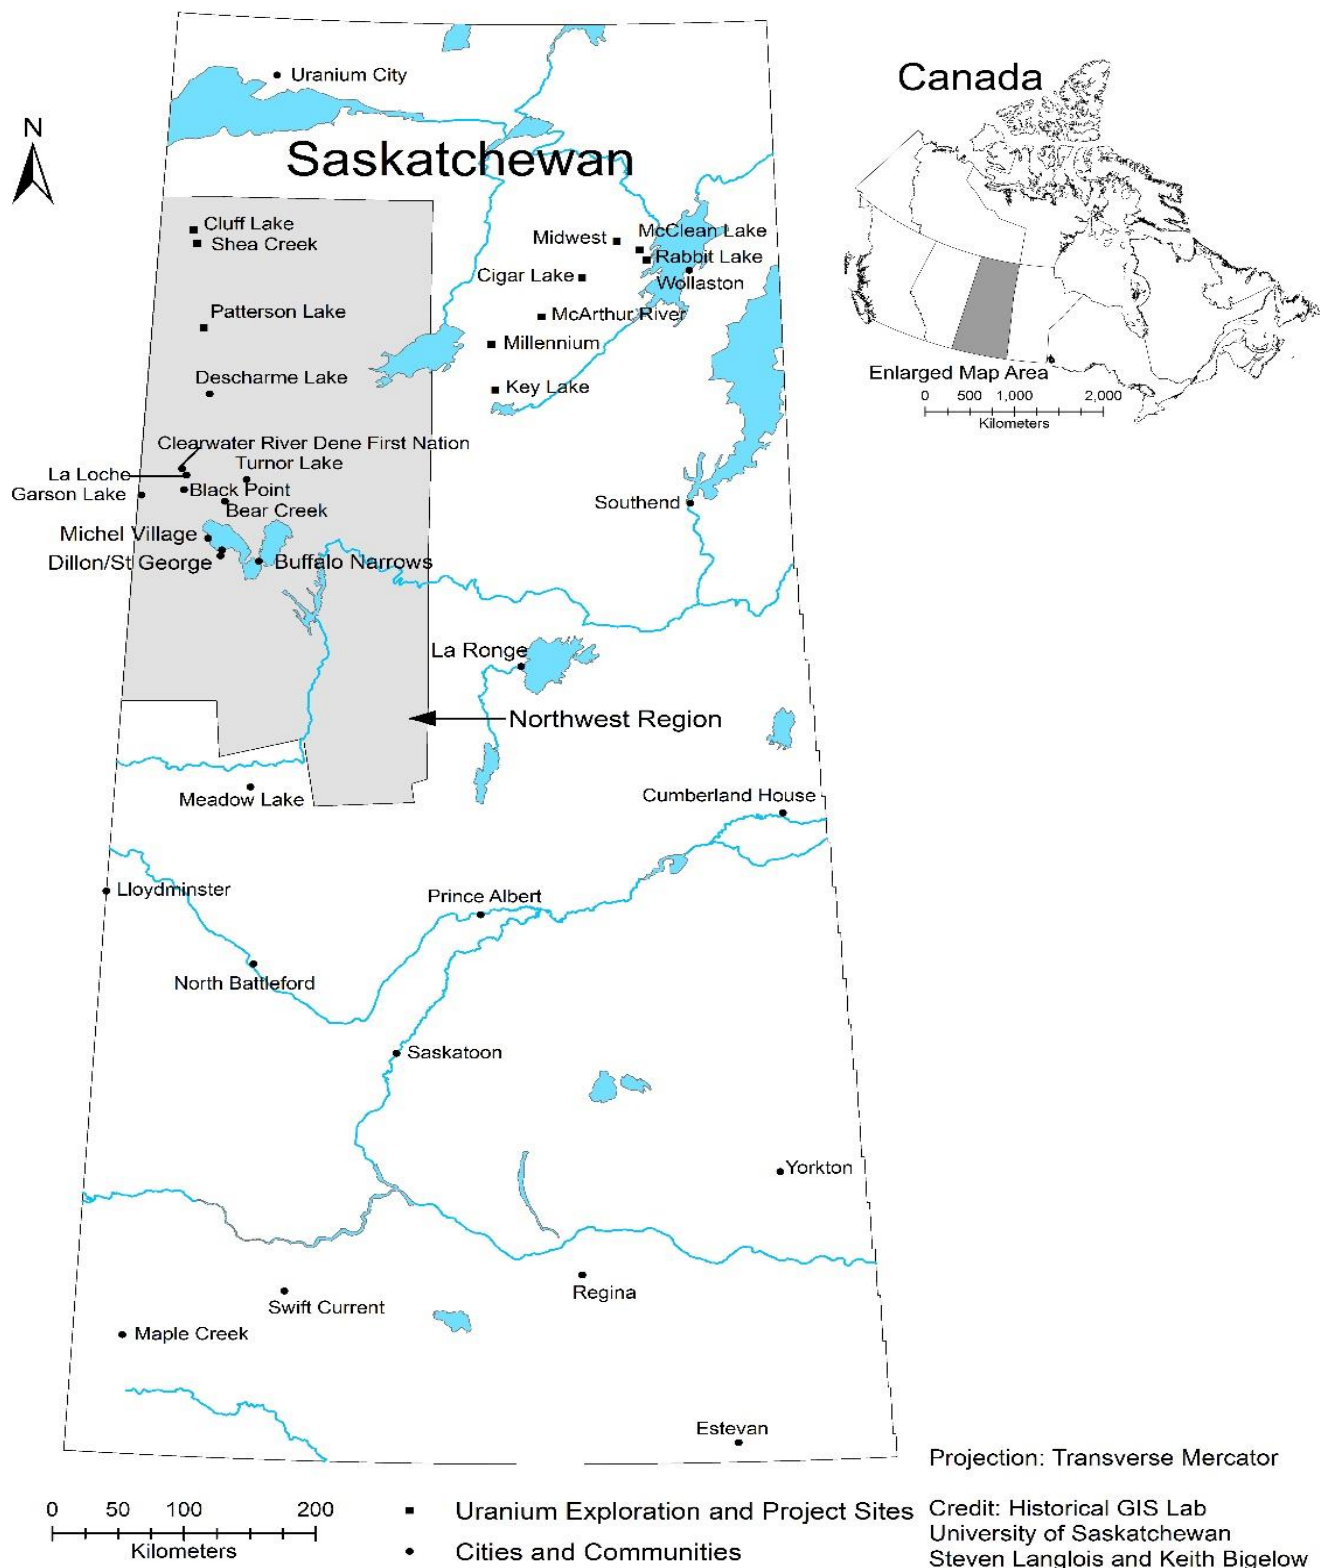 Uranium City
Canada
N
Saskatchewan
Cluff Lake
Shea Creek
Midwest
McClean Lake
Rabbit Lake
Cigar Lake
Wollaston
Patterson Lake
McArthur River
Millennium
Descharme Lake
Key Lake
Enlarged Map Area
0 500 1,000 2,000
Kilometers
Clearwater River Dene First Nation
Turnor Lake
La Loche
Garson Lake
Black Point
Bear Creek
Southend
Michel Village
Dillon/St George
Buffalo Narrows
La Ronge
Northwest Region
Meadow Lake
Cumberland House
Lloydminster
Prince Albert
North Battleford
Saskatoon
Yorkton
Regina
Swift Current
Maple Creek
Estevan
Projection: Transverse Mercator
0 50 100 200
Kilometers
Uranium Exploration and Project Sites
Cities and Communities
Credit: Historical GIS Lab
University of Saskatchewan
Steven Langlois and Keith Bigelow